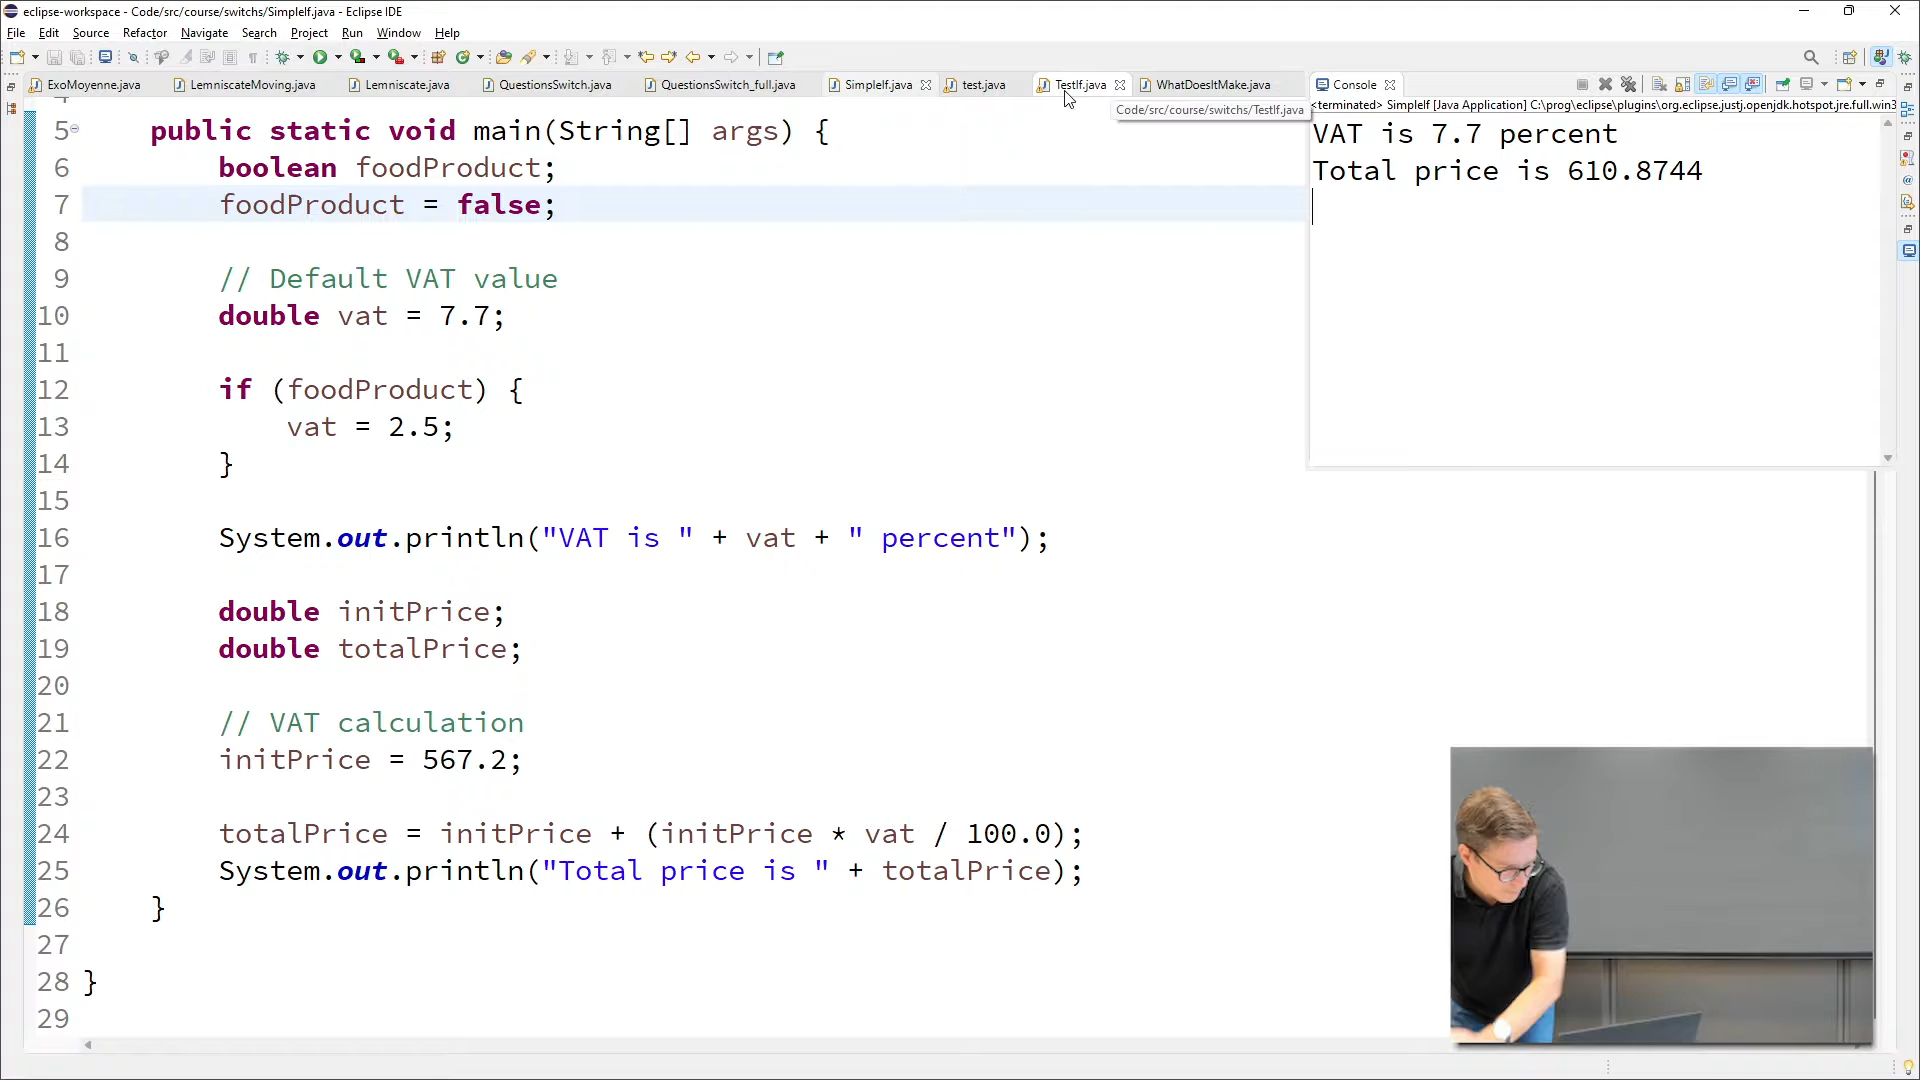 eclipse-workspace - Code/src/course/switchs/SimpleIf.java - Eclipse IDE
File Edit Source Refactor Navigate Search Project Run Window Help
ExoMoyenne.java LemniscateMoving.java Lemniscate.java QuestionsSwitch.java QuestionsSwitch_full.java SimpleIf.java test.java TestIf.java WhatDoesItMake.java Console
Code/src/course/switchs/TestIf.java
<terminated> SimpleIf [Java Application] C:\prog\eclipse\plugins\org.eclipse.justj.openjdk.hotspot.jre.full.win3
VAT is 7.7 percent
Total price is 610.8744
5 public static void main(String[] args) {
6 boolean foodProduct;
7 foodProduct = false;
8
9 // Default VAT value
10 double vat = 7.7;
11
12 if (foodProduct) {
13 vat = 2.5;
14 }
15
16 System.out.println("VAT is " + vat + " percent");
17
18 double initPrice;
19 double totalPrice;
20
21 // VAT calculation
22 initPrice = 567.2;
23
24 totalPrice = initPrice + (initPrice * vat / 100.0);
25 System.out.println("Total price is " + totalPrice);
26 }
27
28 }
29